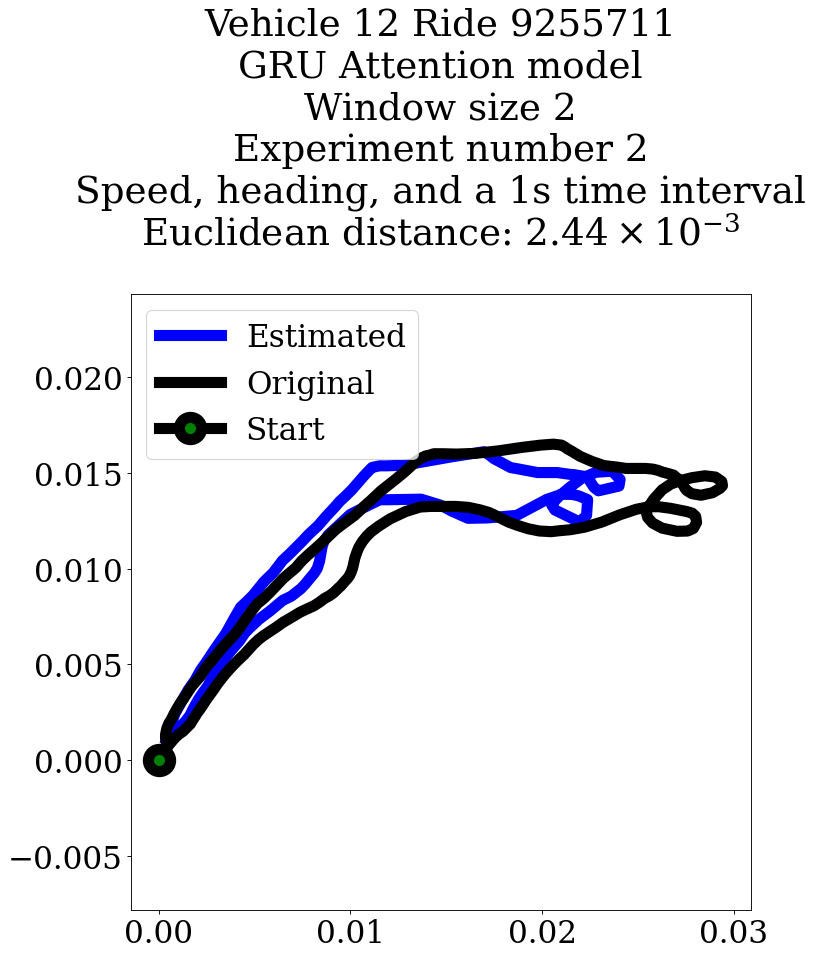 Vehicle 12 Ride 9255711
GRU Attention model
Window size 2
Experiment number 2
Speed, heading, and a 1s time interval
Euclidean distance: 2.44 × 10⁻³
Estimated
Original
Start
0.020
0.015
0.010
0.005
0.000
−0.005
0.00 0.01 0.02 0.03